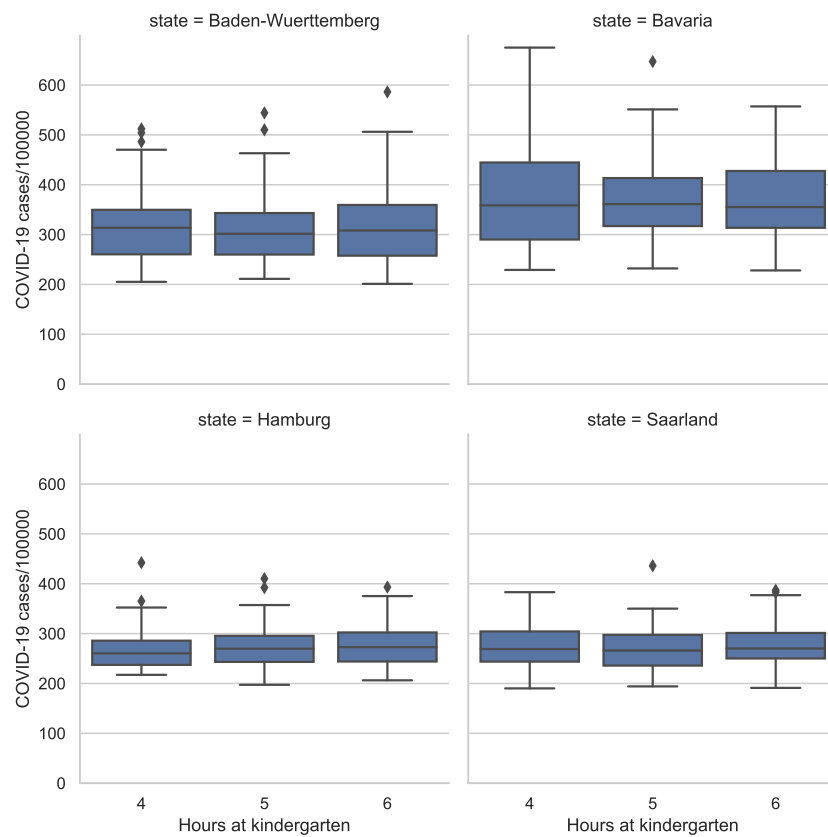 state = Baden-Wuerttemberg
state = Bavaria
600
500
400
300
200
100
0
COVID-19 cases/100000
state = Hamburg
state = Saarland
600
500
400
300
200
100
0
COVID-19 cases/100000
4
5
6
4
5
6
Hours at kindergarten
Hours at kindergarten